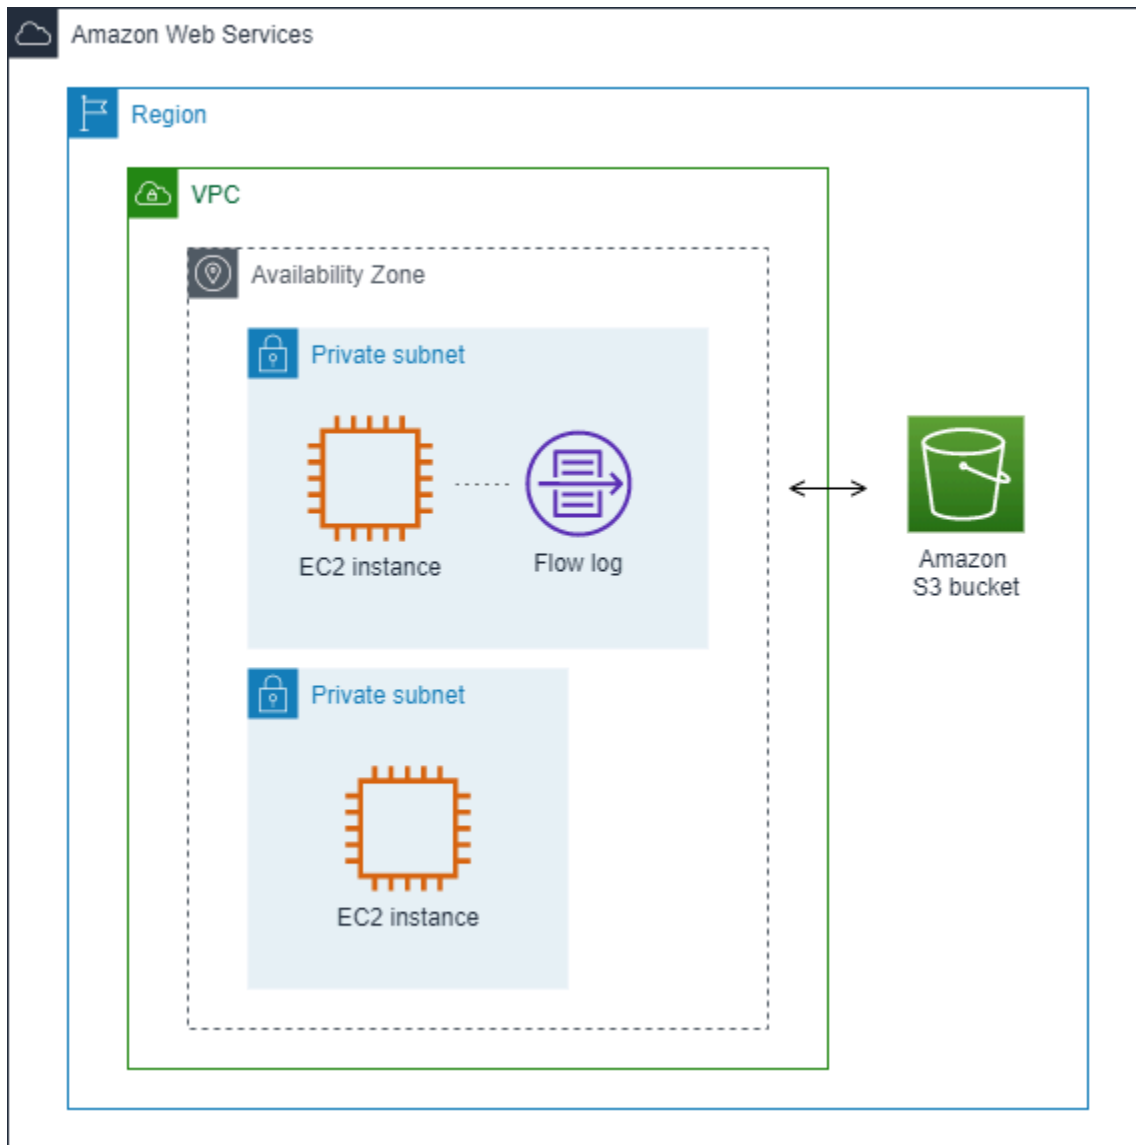 Amazon Web Services
Region
VPC
Availability Zone
Private subnet
EC2 instance
Flow log
Amazon
S3 bucket
Private subnet
EC2 instance